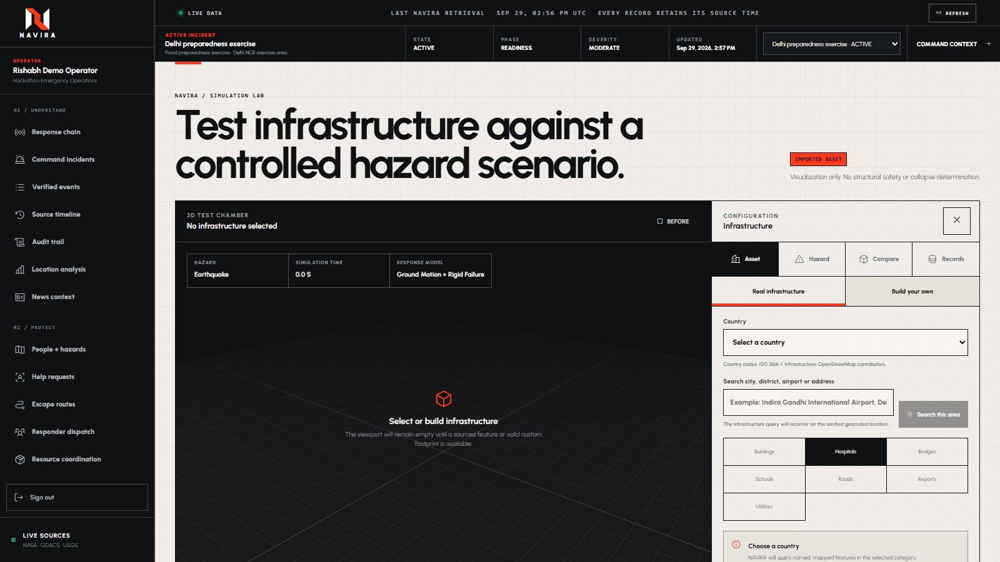 NAVIRA
OPERATOR
Rishabh Demo Operator
Hackathon Emergency Operations
01 / UNDERSTAND
Response chain
Command incidents
Verified events
Source timeline
Audit trail
Location analysis
News context
02 / PROTECT
People + hazards
Help requests
Escape routes
Responder dispatch
Resource coordination
Sign out
LIVE SOURCES
NASA · GDACS · USGS
LIVE DATA
LAST NAVIRA RETRIEVAL SEP 29, 02:56 PM UTC EVERY RECORD RETAINS ITS SOURCE TIME
REFRESH
ACTIVE INCIDENT
Delhi preparedness exercise
Flood preparedness exercise · Delhi NCR exercise area
STATE
ACTIVE
PHASE
READINESS
SEVERITY
MODERATE
UPDATED
Sep 29, 2026, 2:57 PM
Delhi preparedness exercise · ACTIVE
COMMAND CONTEXT
NAVIRA / SIMULATION LAB
Test infrastructure against a
controlled hazard scenario.
IMPORTED ASSET
Visualization only. No structural safety or collapse determination.
3D TEST CHAMBER
No infrastructure selected
BEFORE
HAZARD
Earthquake
SIMULATION TIME
0.0 S
RESPONSE MODEL
Ground Motion + Rigid Failure
Select or build infrastructure
The viewport will remain empty until a sourced feature or valid custom
footprint is available.
CONFIGURATION
Infrastructure
Asset
Hazard
Compare
Records
Real infrastructure
Build your own
Country
Select a country
Country codes: ISO 3166-1. Infrastructure: OpenStreetMap contributors.
Search city, district, airport or address
Example: Indira Gandhi International Airport, De
Search this area
The infrastructure query will recenter on this verified geocoded location.
Buildings
Hospitals
Bridges
Schools
Roads
Airports
Utilities
Choose a country
NAVIRA will query named, mapped features in the selected category.